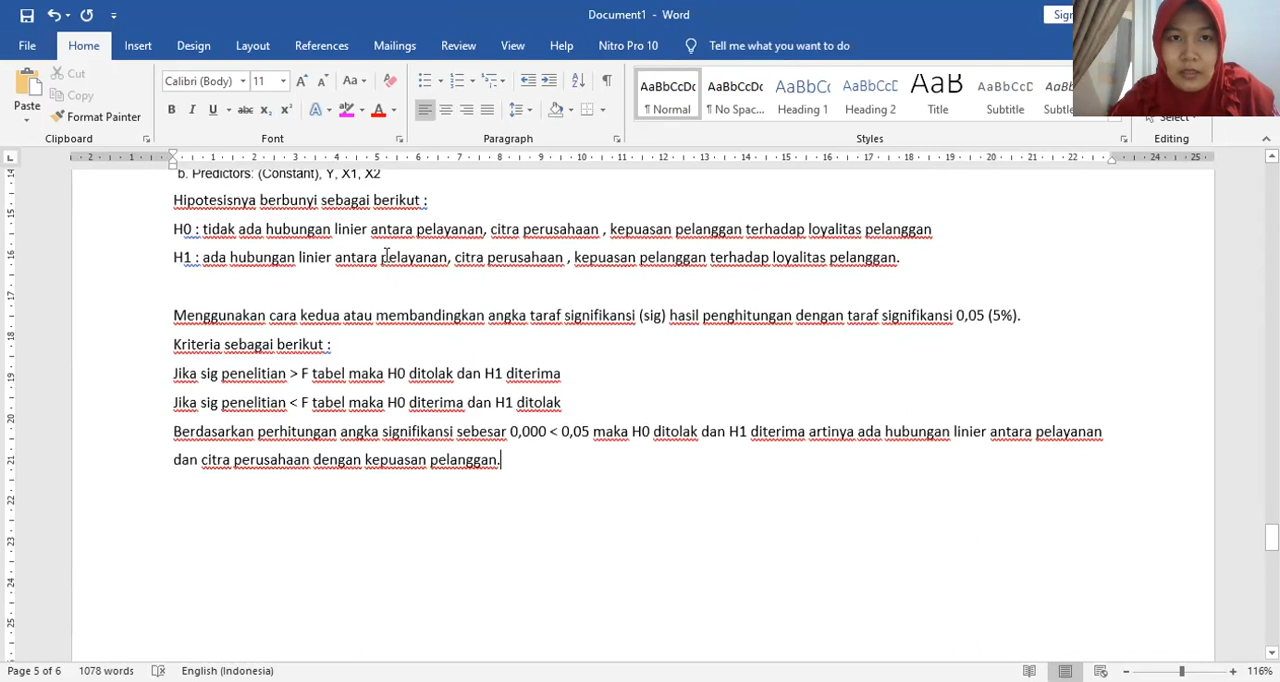 Document1 - Word
Sig
File Home Insert Design Layout References Mailings Review View Help Nitro Pro 10 Tell me what you want to do
Paste
Cut
Copy
Format Painter
Calibri (Body) 11
AaBbCcDc AaBbCcDc AaBbCcD AaBbCcD AaB AaBbCcD AaBb
¶ Normal ¶ No Spac... Heading 1 Heading 2 Title Subtitle
Select
Clipboard Font Paragraph Styles Editing
b. Predictors: (Constant), Y, X1, X2
Hipotesisnya berbunyi sebagai berikut :
H0 : tidak ada hubungan linier antara pelayanan, citra perusahaan , kepuasan pelanggan terhadap loyalitas pelanggan
H1 : ada hubungan linier antara pelayanan, citra perusahaan , kepuasan pelanggan terhadap loyalitas pelanggan.
Menggunakan cara kedua atau membandingkan angka taraf signifikansi (sig) hasil penghitungan dengan taraf signifikansi 0,05 (5%).
Kriteria sebagai berikut :
Jika sig penelitian > F tabel maka H0 ditolak dan H1 diterima
Jika sig penelitian < F tabel maka H0 diterima dan H1 ditolak
Berdasarkan perhitungan angka signifikansi sebesar 0,000 < 0,05 maka H0 ditolak dan H1 diterima artinya ada hubungan linier antara pelayanan
dan citra perusahaan dengan kepuasan pelanggan.
Page 5 of 6 1078 words English (Indonesia) 116%